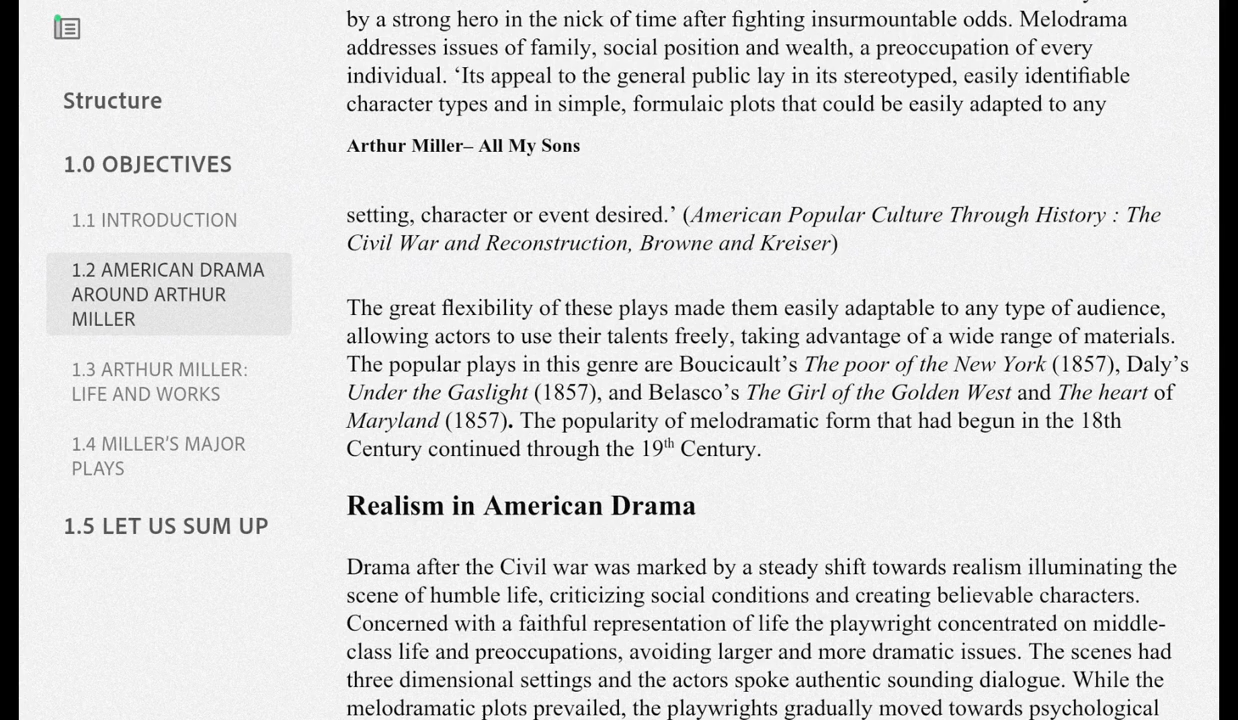 Structure
1.0 OBJECTIVES
1.1 INTRODUCTION
1.2 AMERICAN DRAMA
AROUND ARTHUR
MILLER
1.3 ARTHUR MILLER:
LIFE AND WORKS
1.4 MILLER'S MAJOR
PLAYS
1.5 LET US SUM UP
by a strong hero in the nick of time after fighting insurmountable odds. Melodrama
addresses issues of family, social position and wealth, a preoccupation of every
individual. ‘Its appeal to the general public lay in its stereotyped, easily identifiable
character types and in simple, formulaic plots that could be easily adapted to any
Arthur Miller– All My Sons
setting, character or event desired.’ (American Popular Culture Through History : The
Civil War and Reconstruction, Browne and Kreiser)
The great flexibility of these plays made them easily adaptable to any type of audience,
allowing actors to use their talents freely, taking advantage of a wide range of materials.
The popular plays in this genre are Boucicault’s The poor of the New York (1857), Daly’s
Under the Gaslight (1857), and Belasco’s The Girl of the Golden West and The heart of
Maryland (1857). The popularity of melodramatic form that had begun in the 18th
Century continued through the 19th Century.
Realism in American Drama
Drama after the Civil war was marked by a steady shift towards realism illuminating the
scene of humble life, criticizing social conditions and creating believable characters.
Concerned with a faithful representation of life the playwright concentrated on middle-
class life and preoccupations, avoiding larger and more dramatic issues. The scenes had
three dimensional settings and the actors spoke authentic sounding dialogue. While the
melodramatic plots prevailed, the playwrights gradually moved towards psychological